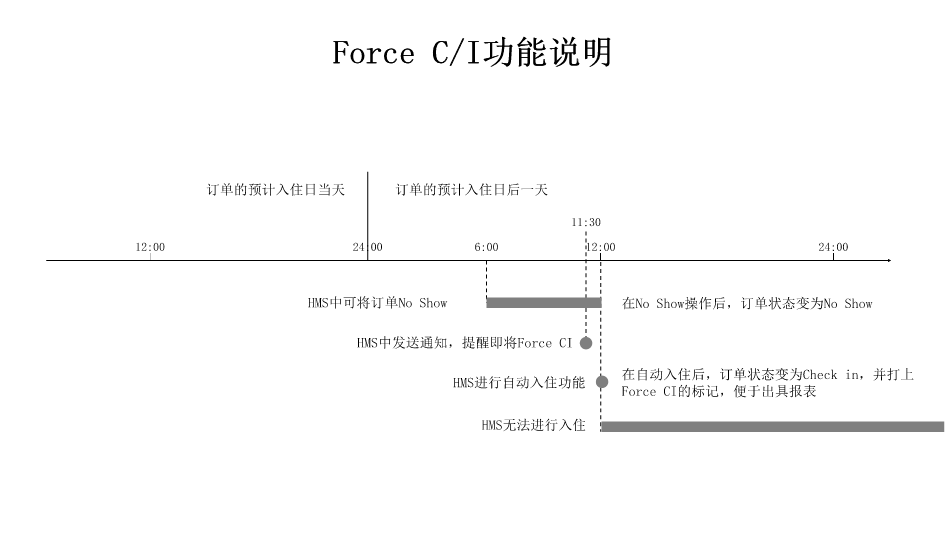 Force C/I功能说明
订单的预计入住日当天
订单的预计入住日后一天
11:30
12:00
24:00
6:00
12:00
24:00
HMS中可将订单No Show
在No Show操作后，订单状态变为No Show
HMS中发送通知，提醒即将Force CI
HMS进行自动入住功能
在自动入住后，订单状态变为Check in，并打上
Force CI的标记，便于出具报表
HMS无法进行入住